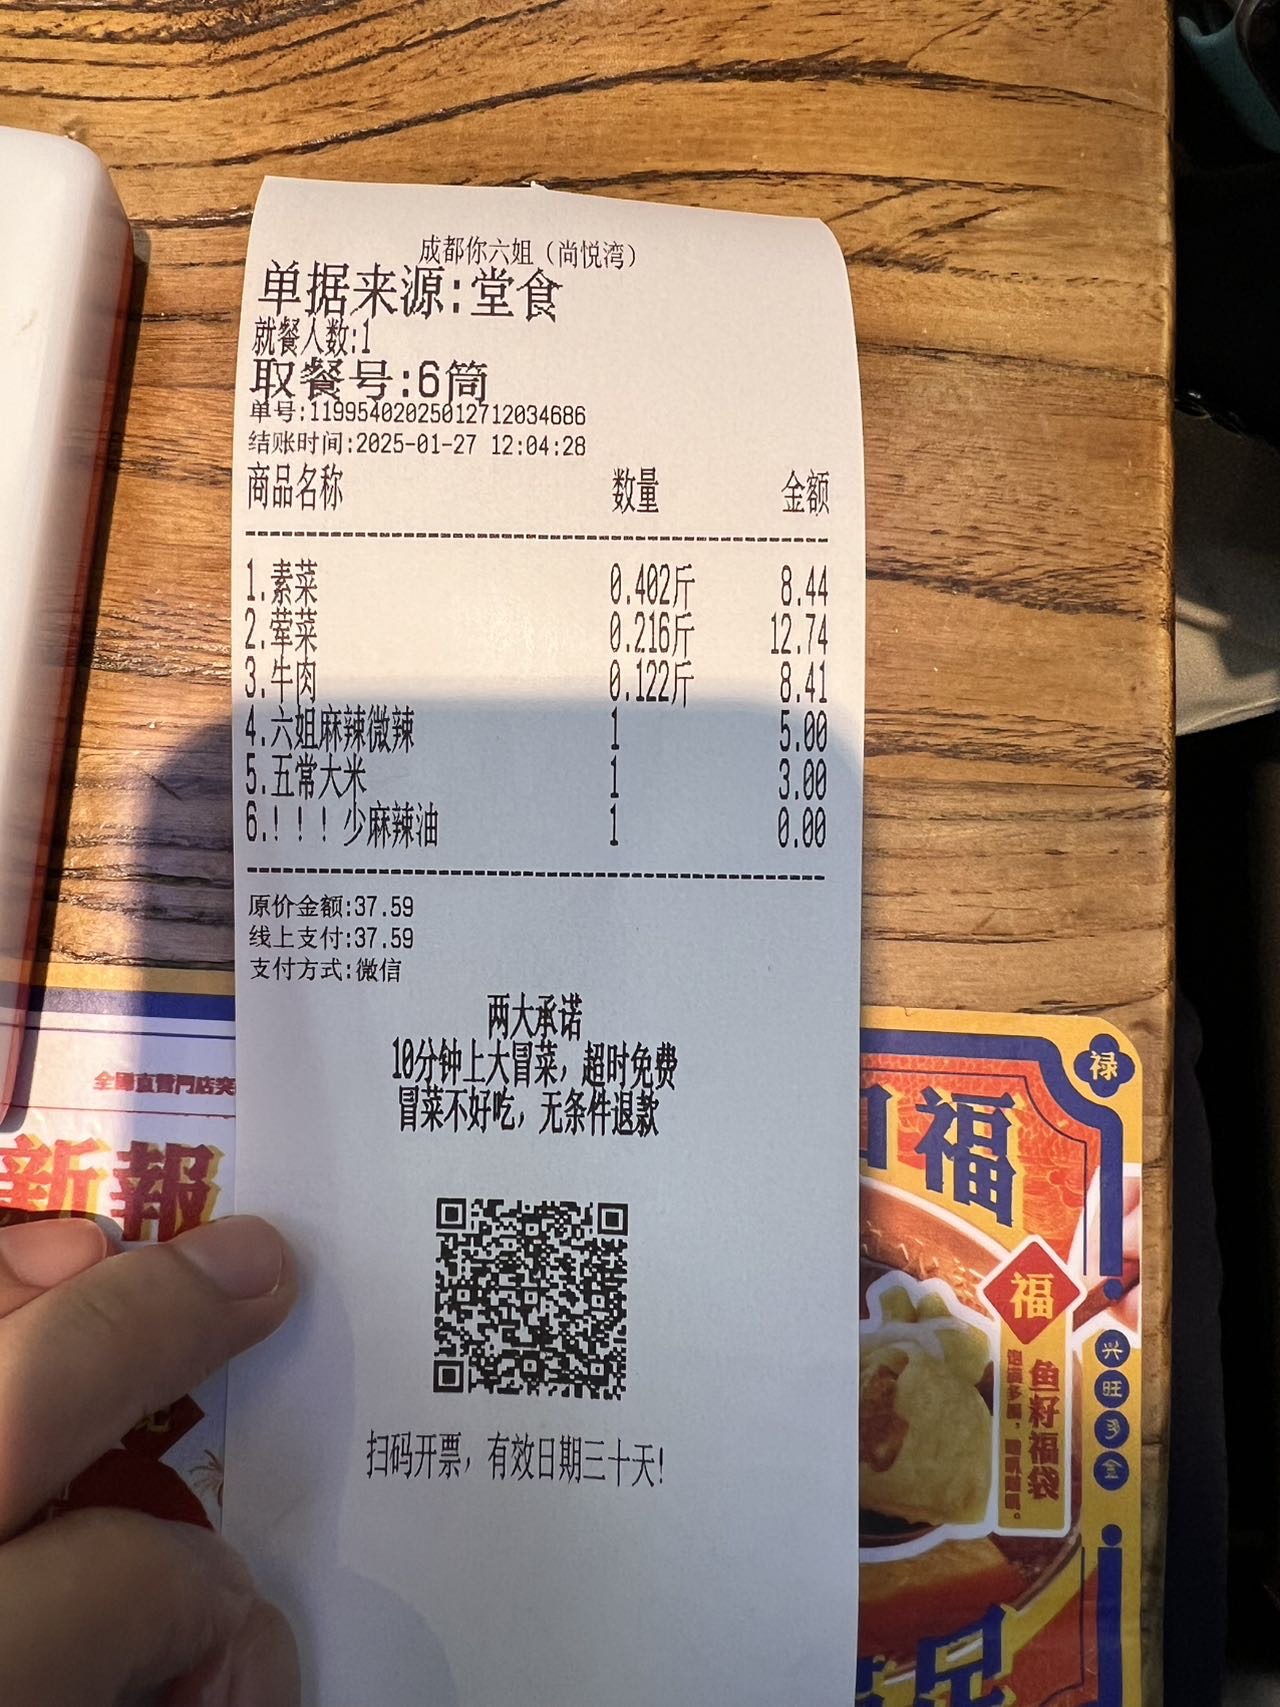 成都你六姐（尚悦湾）
单据来源:堂食
就餐人数:1
取餐号:6筒
单号:11995402025012712034686
结账时间:2025-01-27 12:04:28
商品名称 数量 金额
1.素菜 0.402斤 8.44
2.荤菜 0.216斤 12.74
3.牛肉 0.122斤 8.41
4.六姐麻辣微辣 1 5.00
5.五常大米 1 3.00
6.！！！少麻辣油 1 0.00
原价金额:37.59
线上支付:37.59
支付方式:微信
两大承诺
10分钟上大冒菜，超时免费
冒菜不好吃，无条件退款
扫码开票，有效日期三十天!
全国直营门店突
新報
禄
福
福
鱼籽福袋
兴旺多金